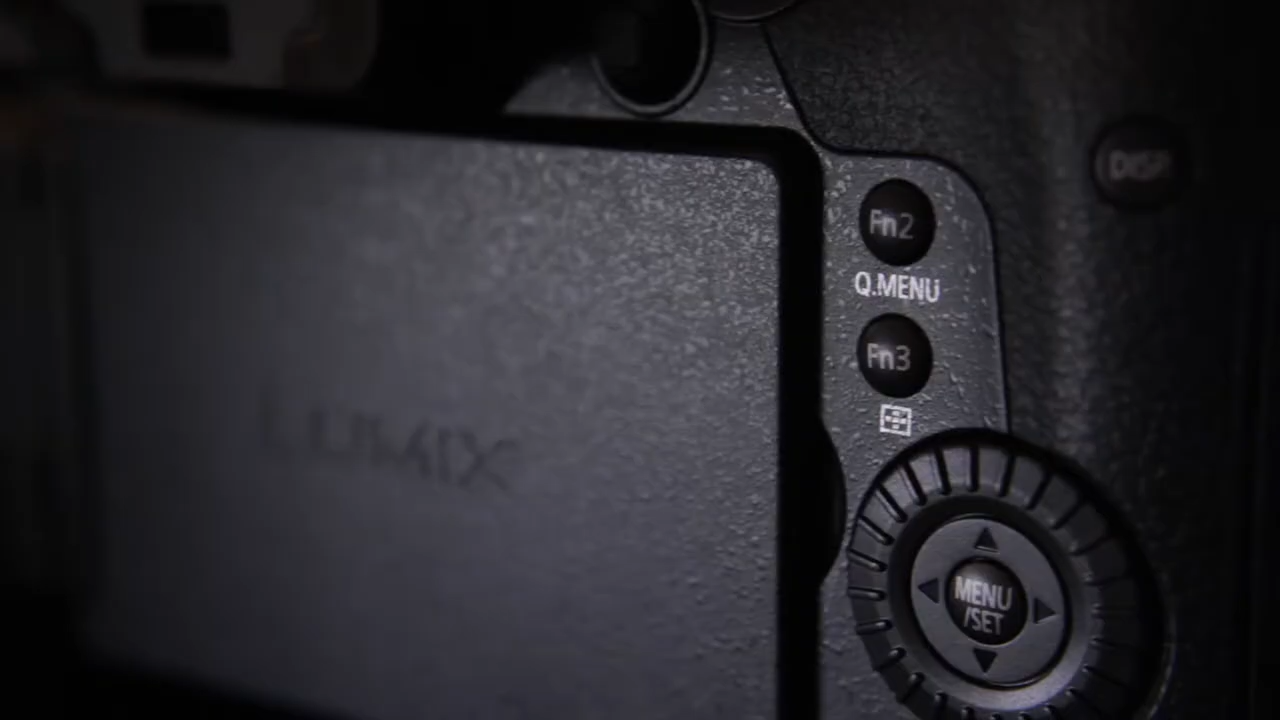 DISP.
Fn2
Q.MENU
Fn3
LUMIX
MENU
/SET